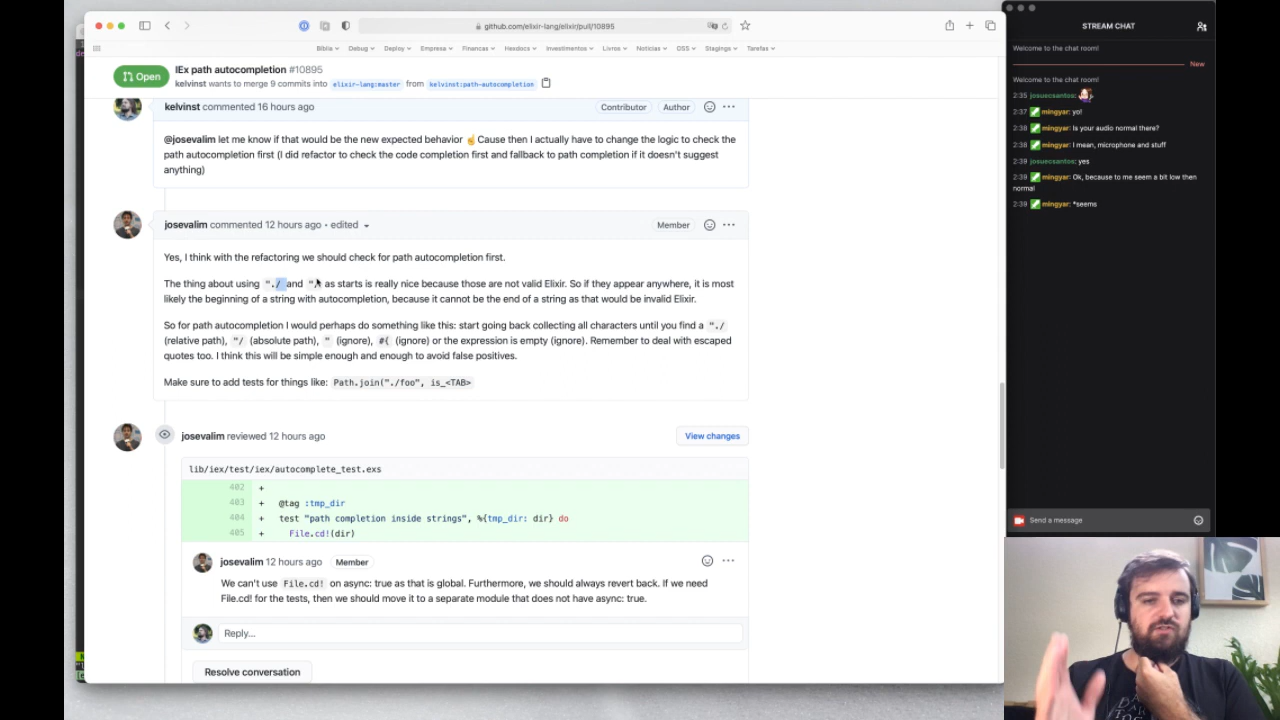 github.com/elixir-lang/elixir/pull/10895
Bíblia Debug Deploy Empresa Financas Hexdocs Investimentos Livros Notícias OSS Stagings Tarefas
Open
IEx path autocompletion #10895
kelvinst wants to merge 9 commits into elixir-lang:master from kelvinst:path-autocompletion
kelvinst commented 16 hours ago
Contributor Author
@josevalim let me know if that would be the new expected behavior ☝ Cause then I actually have to change the logic to check the
path autocompletion first (I did refactor to check the code completion first and fallback to path completion if it doesn't suggest
anything)
josevalim commented 12 hours ago • edited
Member
Yes, I think with the refactoring we should check for path autocompletion first.
The thing about using "./ and "/ as starts is really nice because those are not valid Elixir. So if they appear anywhere, it is most
likely the beginning of a string with autocompletion, because it cannot be the end of a string as that would be invalid Elixir.
So for path autocompletion I would perhaps do something like this: start going back collecting all characters until you find a "./
(relative path), "/ (absolute path), " (ignore), #{ (ignore) or the expression is empty (ignore). Remember to deal with escaped
quotes too. I think this will be simple enough and enough to avoid false positives.
Make sure to add tests for things like: Path.join("./foo", is_<TAB>
josevalim reviewed 12 hours ago
View changes
lib/iex/test/iex/autocomplete_test.exs
402 +
403 + @tag :tmp_dir
404 + test "path completion inside strings", %{tmp_dir: dir} do
405 + File.cd!(dir)
josevalim 12 hours ago Member
We can't use File.cd! on async: true as that is global. Furthermore, we should always revert back. If we need
File.cd! for the tests, then we should move it to a separate module that does not have async: true.
Reply...
Resolve conversation
STREAM CHAT
Welcome to the chat room!
New
Welcome to the chat room!
2:35 josuecsantos:
2:37 mingyar: yo!
2:38 mingyar: Is your audio normal there?
2:38 mingyar: I mean, microphone and stuff
2:39 josuecsantos: yes
2:39 mingyar: Ok, because to me seem a bit low then
normal
2:39 mingyar: *seems
Send a message